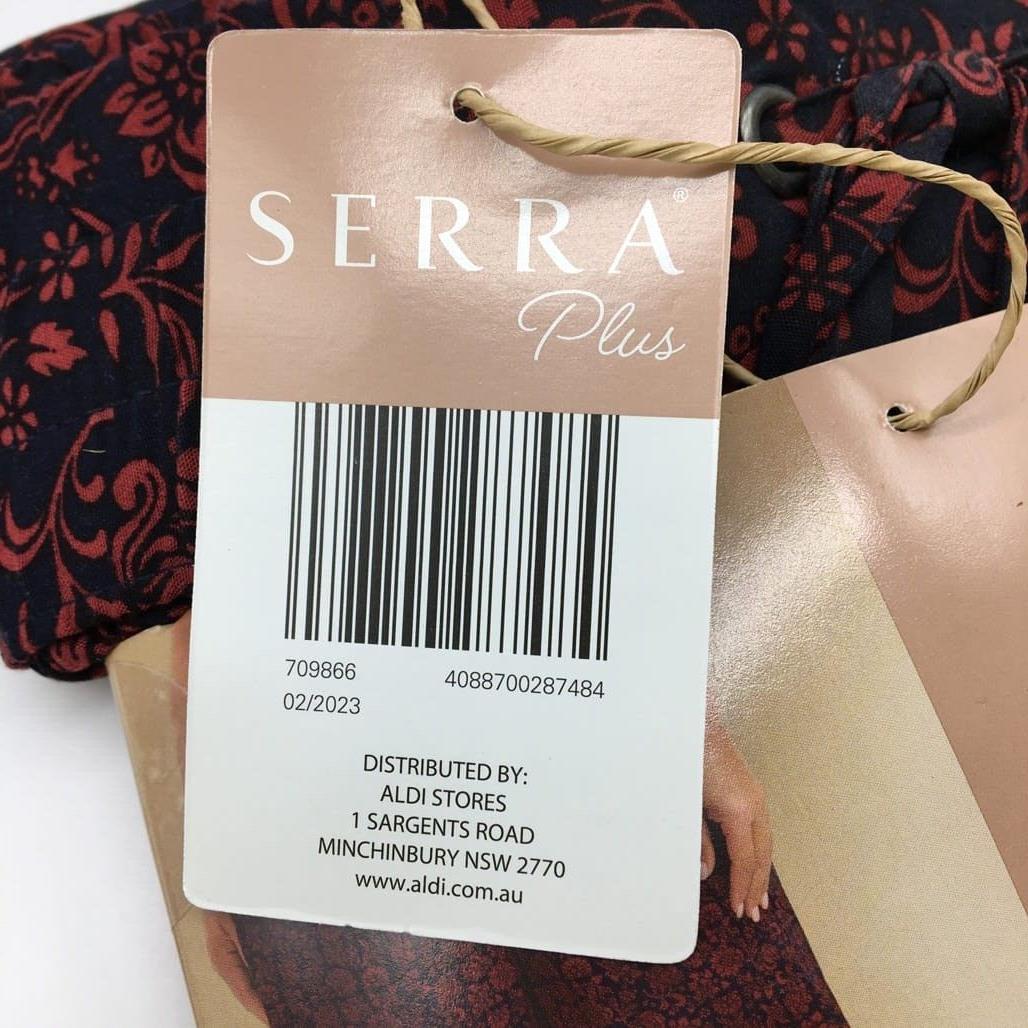 SERRA®
Plus
709866 4088700287484
02/2023
DISTRIBUTED BY:
ALDI STORES
1 SARGENTS ROAD
MINCHINBURY NSW 2770
www.aldi.com.au